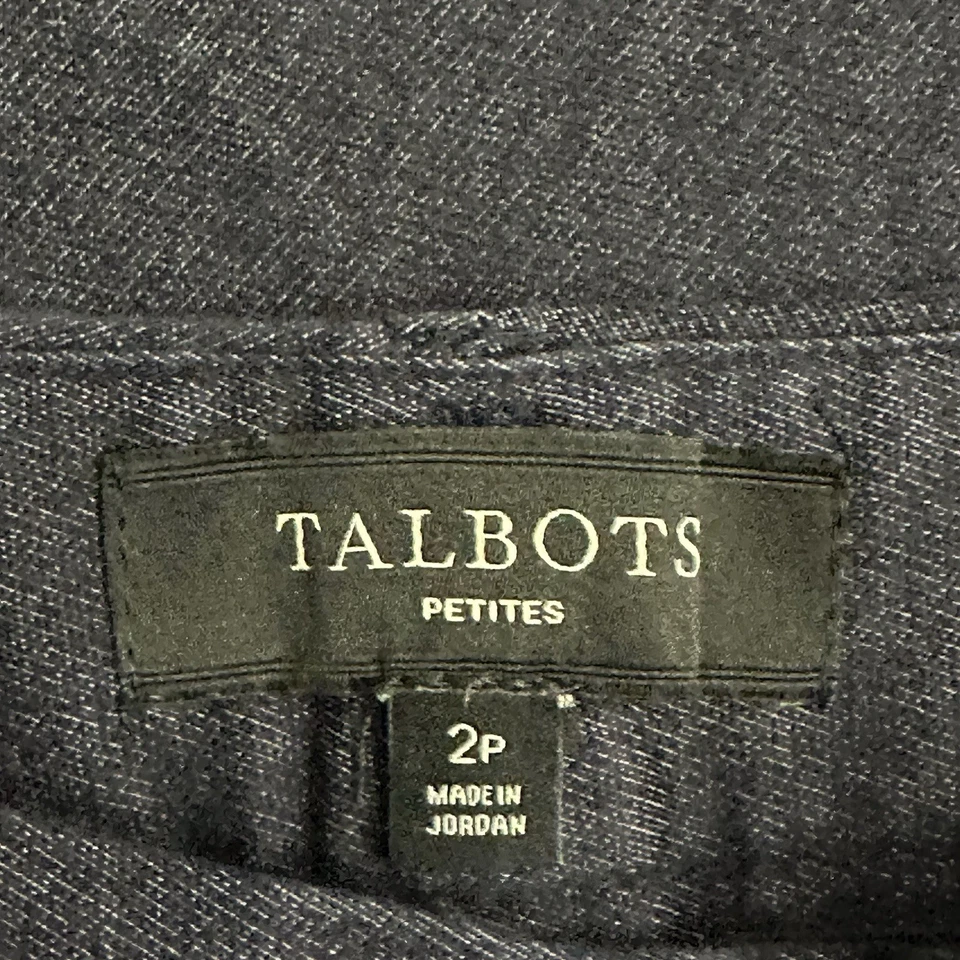 TALBOTS
PETITES
2P
MADE IN
JORDAN